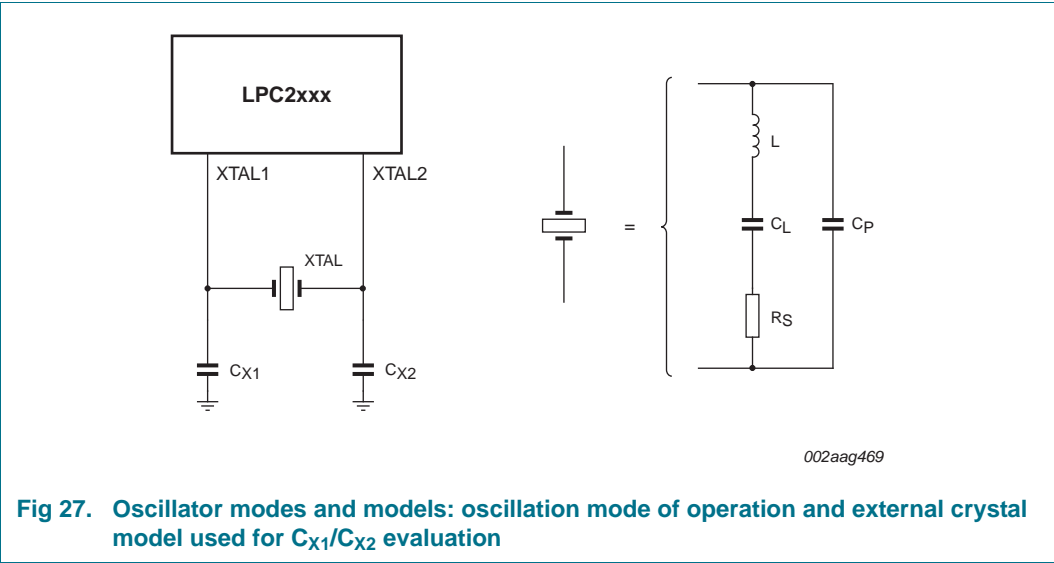 LPC2xxx
XTAL1
XTAL2
XTAL
CX1
CX2
=
L
CL
CP
RS
002aag469
Fig 27. Oscillator modes and models: oscillation mode of operation and external crystal
model used for CX1/CX2 evaluation